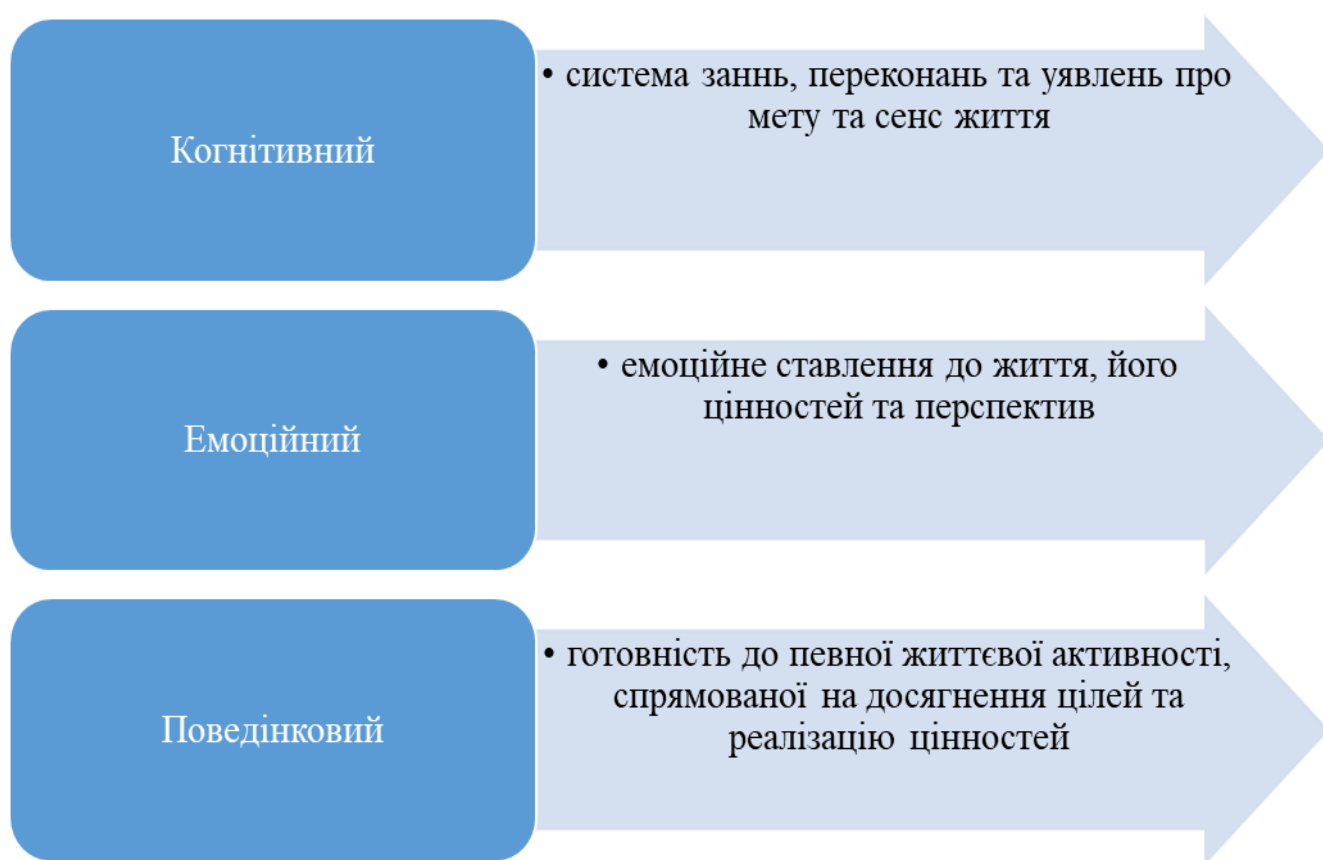 Когнітивний
• система заннь, переконань та уявлень про
мету та сенс життя
Емоційний
• емоційне ставлення до життя, його
цінностей та перспектив
Поведінковий
• готовність до певної життєвої активності,
спрямованої на досягнення цілей та
реалізацію цінностей